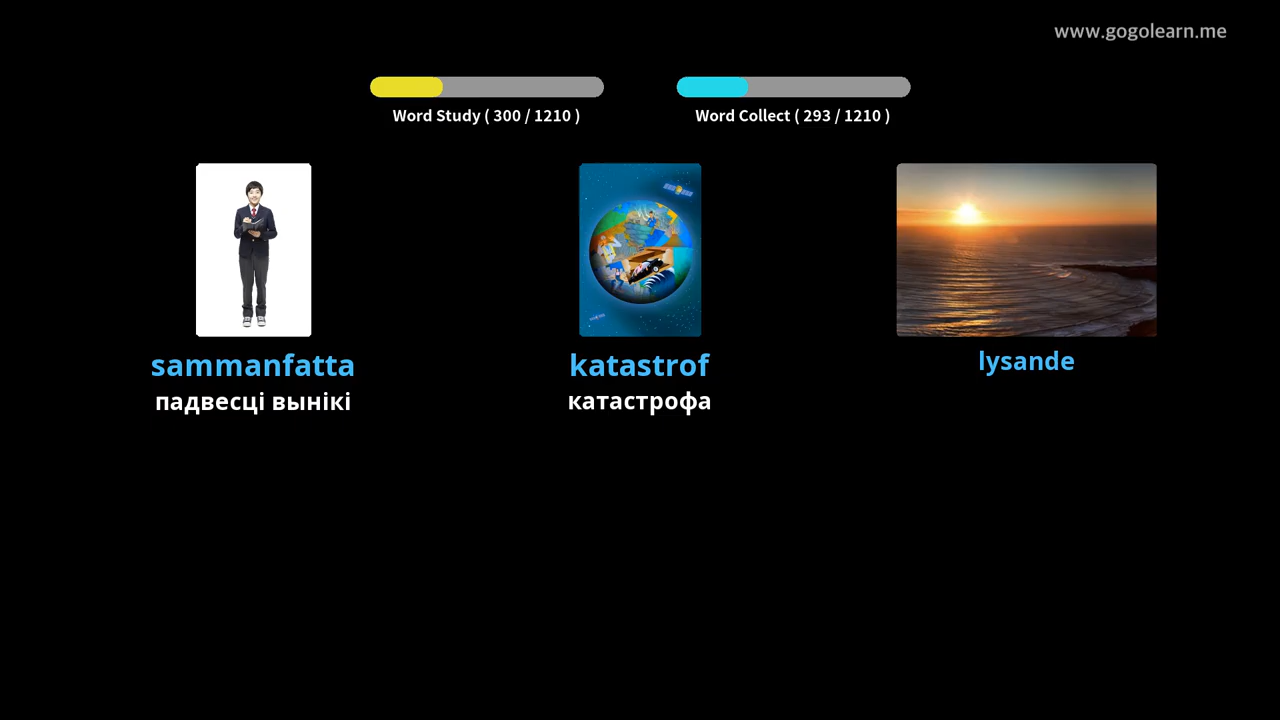 www.gogolearn.me
Word Study ( 300 / 1210 )
Word Collect ( 293 / 1210 )
sammanfatta
падвесці вынікі
katastrof
катастрофа
lysande